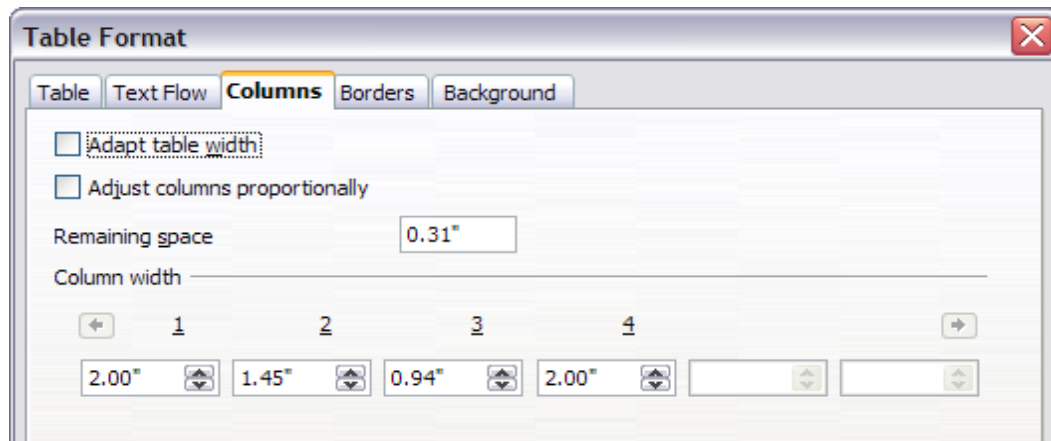 Table Format
Table Text Flow Columns Borders Background
Adapt table width
Adjust columns proportionally
Remaining space 0.31"
Column width
1 2 3 4
2.00" 1.45" 0.94" 2.00"